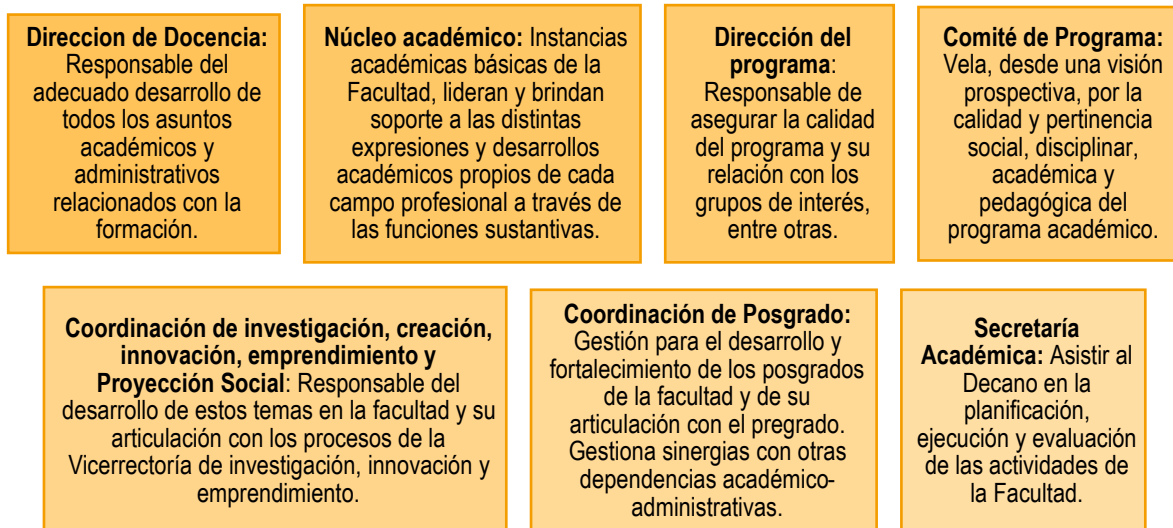 Direccion de Docencia:
Responsable del
adecuado desarrollo de
todos los asuntos
académicos y
administrativos
relacionados con la
formación.
Núcleo académico: Instancias
académicas básicas de la
Facultad, lideran y brindan
soporte a las distintas
expresiones y desarrollos
académicos propios de cada
campo profesional a través de
las funciones sustantivas.
Dirección del
programa:
Responsable de
asegurar la calidad
del programa y su
relación con los
grupos de interés,
entre otras.
Comité de Programa:
Vela, desde una visión
prospectiva, por la
calidad y pertinencia
social, disciplinar,
académica y
pedagógica del
programa académico.
Coordinación de investigación, creación,
innovación, emprendimiento y
Proyección Social: Responsable del
desarrollo de estos temas en la facultad y su
articulación con los procesos de la
Vicerrectoría de investigación, innovación y
emprendimiento.
Coordinación de Posgrado:
Gestión para el desarrollo y
fortalecimiento de los posgrados
de la facultad y de su
articulación con el pregrado.
Gestiona sinergias con otras
dependencias académico-
administrativas.
Secretaría
Académica: Asistir al
Decano en la
planificación,
ejecución y evaluación
de las actividades de
la Facultad.